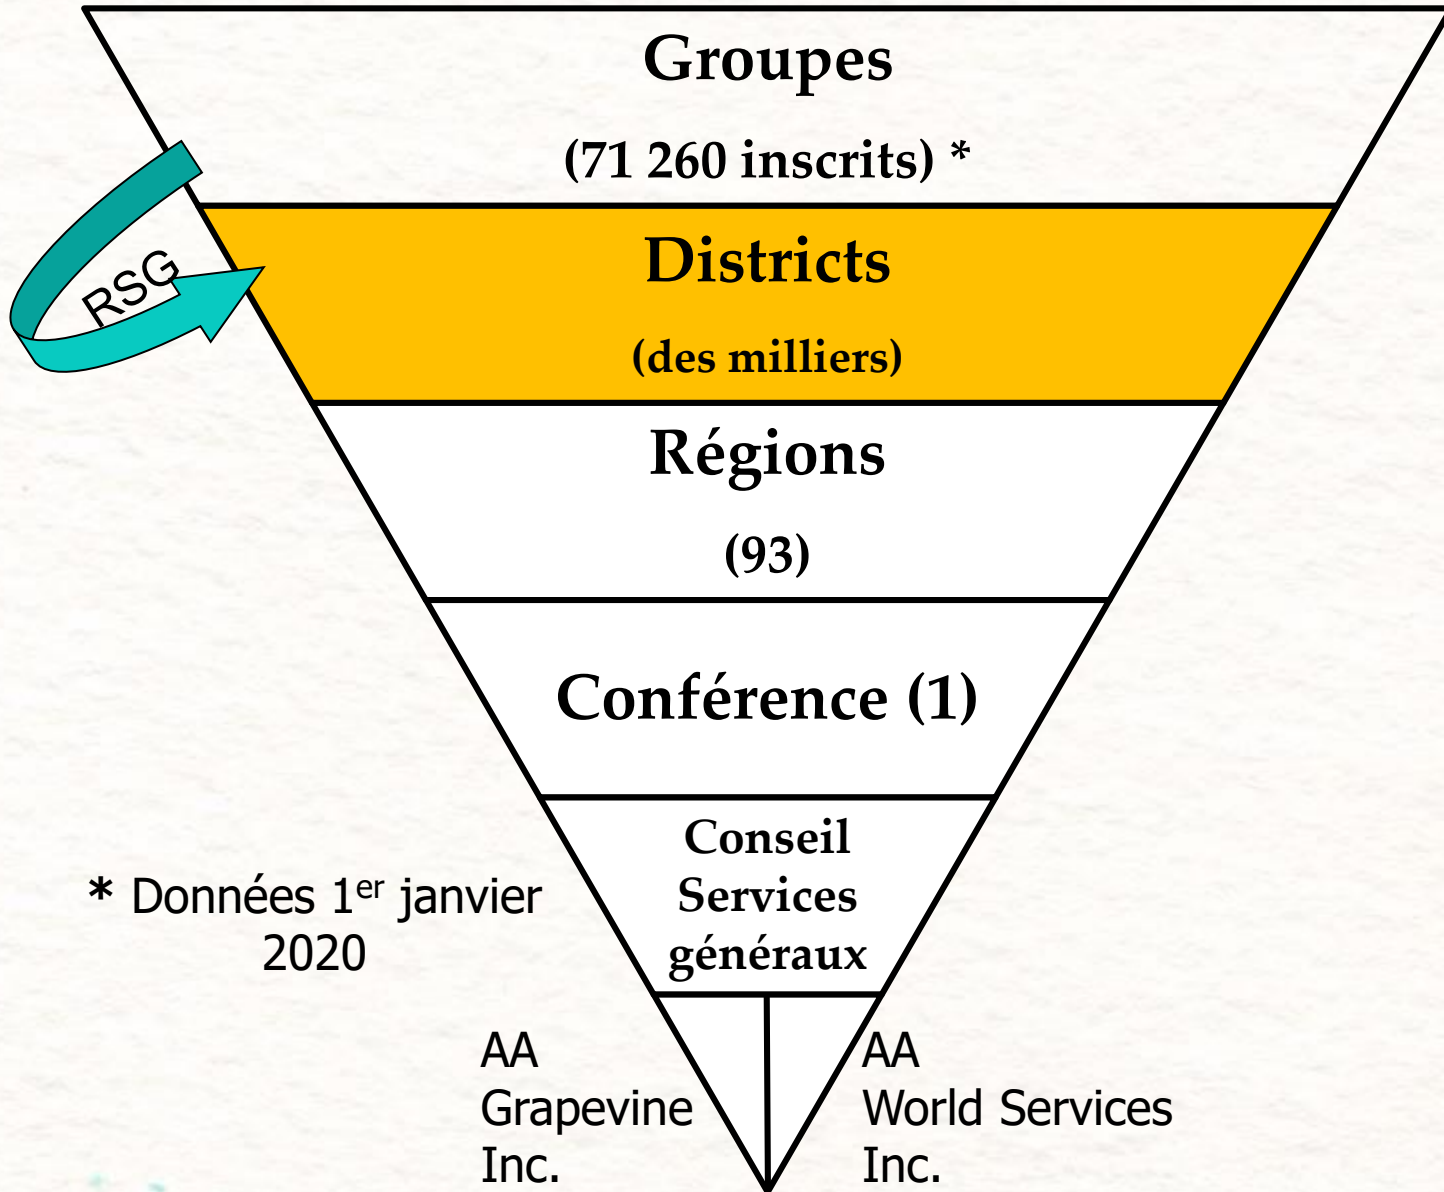 Groupes
(71 260 inscrits) *
RSG
Districts
(des milliers)
Régions
(93)
Conférence (1)
Conseil
Services
généraux
* Données 1er janvier
2020
AA
Grapevine
Inc.
AA
World Services
Inc.